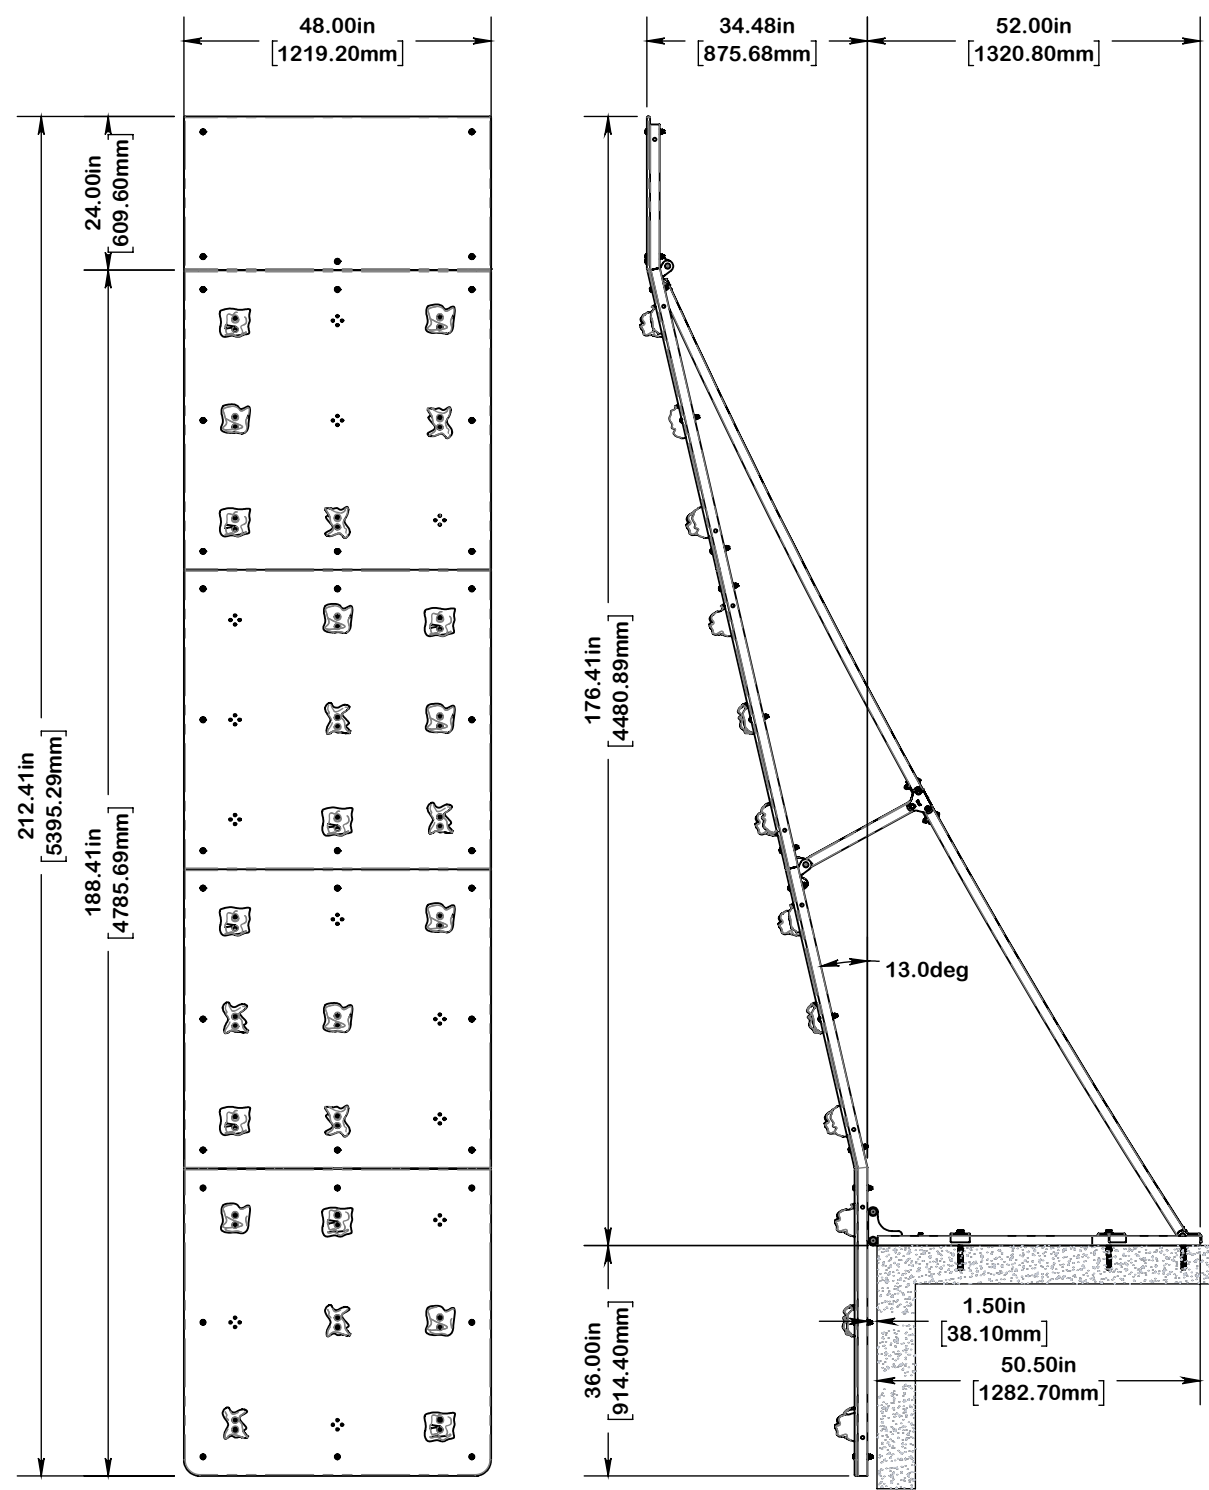 48.00in
[1219.20mm]
34.48in
[875.68mm]
52.00in
[1320.80mm]
24.00in
[609.60mm]
212.41in
[5395.29mm]
188.41in
[4785.69mm]
176.41in
[4480.89mm]
13.0deg
36.00in
[914.40mm]
1.50in
[38.10mm]
50.50in
[1282.70mm]